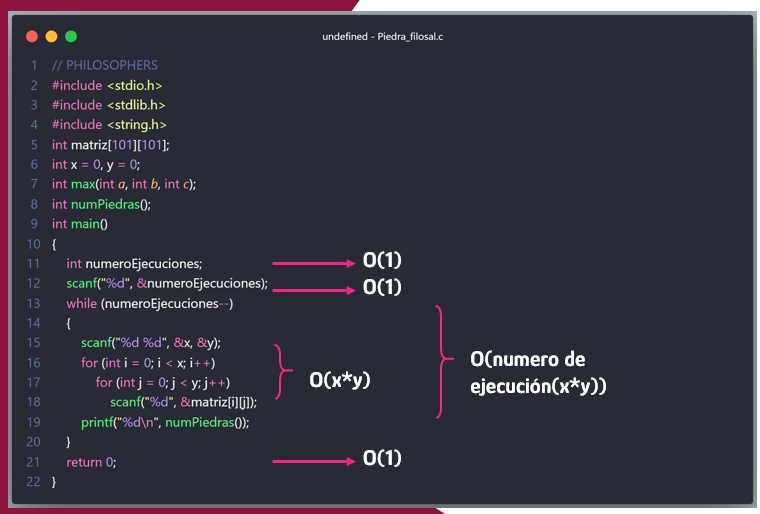 undefined - Piedra_filosal.c
1 // PHILOSOPHERS
2 #include <stdio.h>
3 #include <stdlib.h>
4 #include <string.h>
5 int matriz[101][101];
6 int x = 0, y = 0;
7 int max(int a, int b, int c);
8 int numPiedras();
9 int main()
10 {
11 int numeroEjecuciones; O(1)
12 scanf("%d", &numeroEjecuciones); O(1)
13 while (numeroEjecuciones--)
14 {
15 scanf("%d %d", &x, &y);
16 for (int i = 0; i < x; i++)
17 for (int j = 0; j < y; j++)
18 scanf("%d", &matriz[i][j]);
19 printf("%d\n", numPiedras());
20 }
21 return 0; O(1)
22 }
O(x*y)
O(numero de
ejecución(x*y))